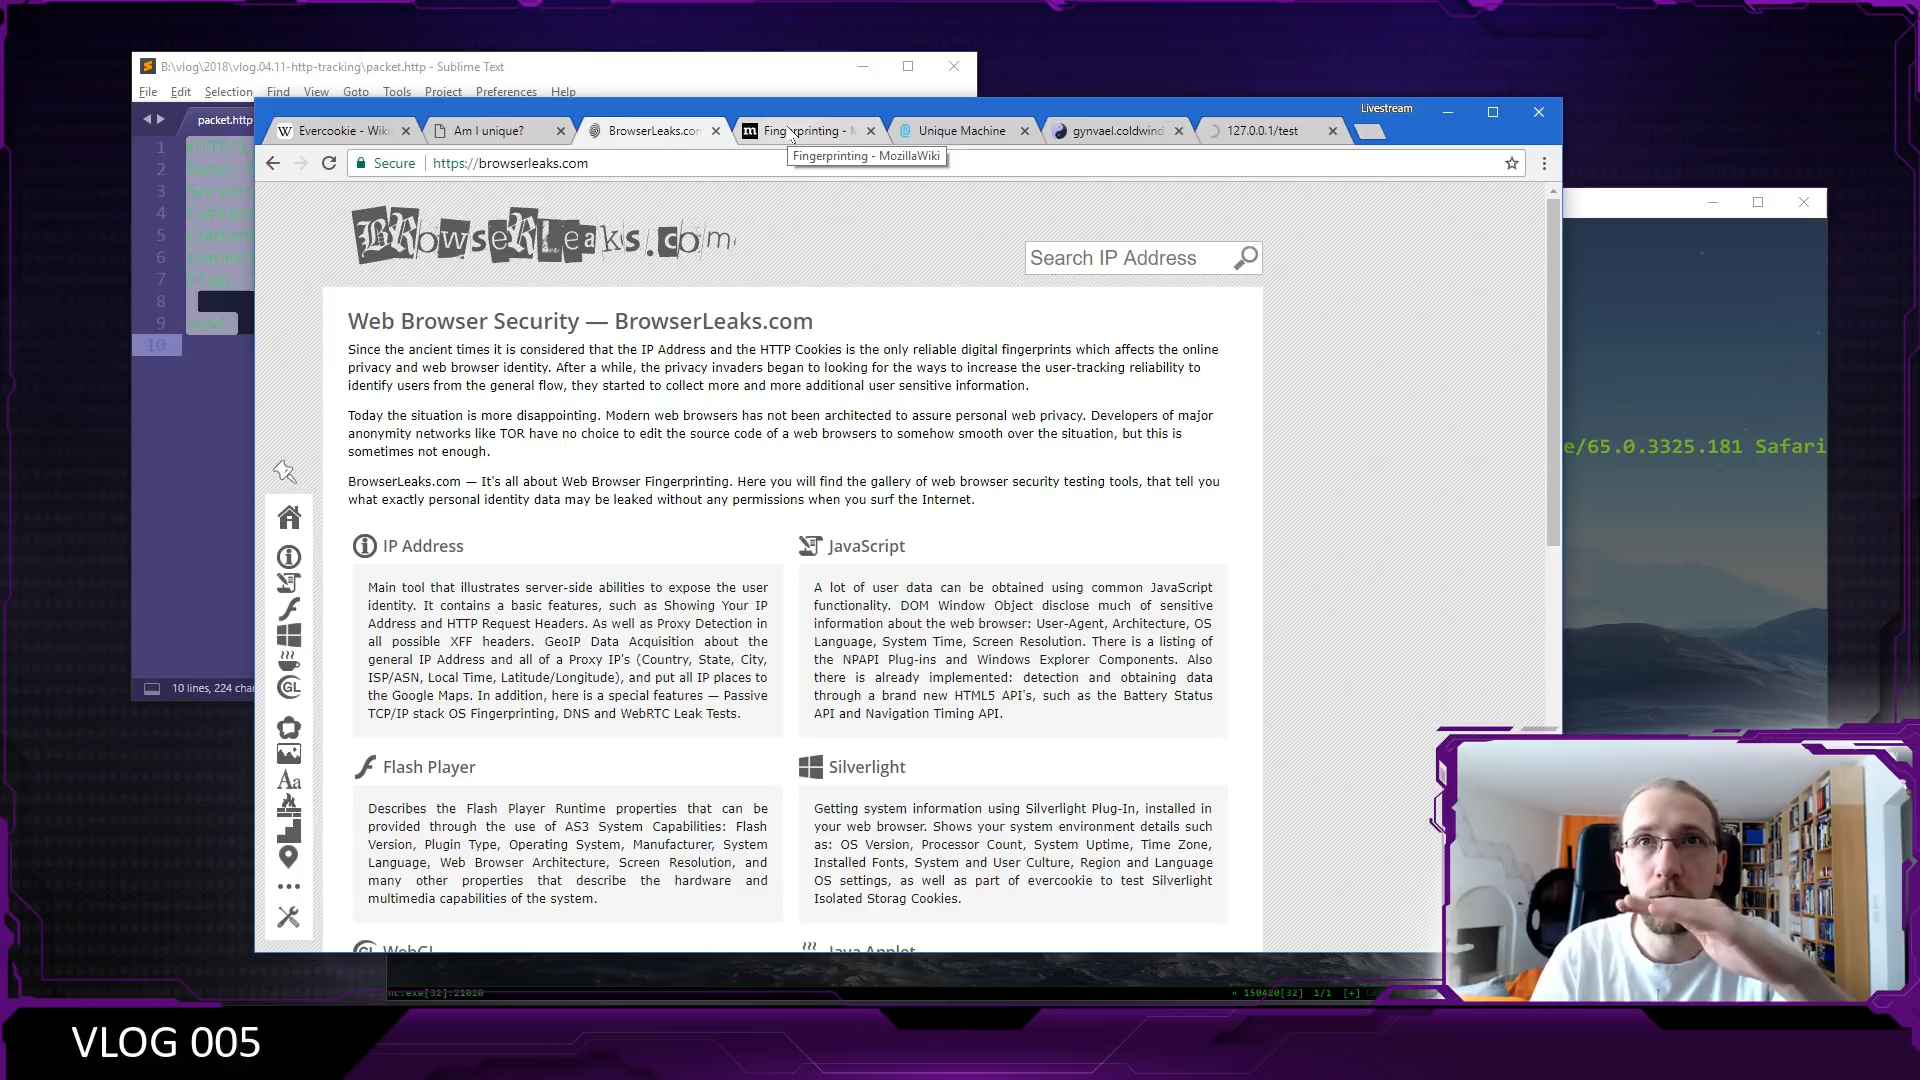 B:\vlog\2018\vlog.04.11-http-tracking\packet.http - Sublime Text
File Edit Selection Find View Goto Tools Project Preferences Help
packet.http
Livestream
Evercookie - Wiki
Am I unique?
BrowserLeaks.com
Fingerprinting - M
Unique Machine
gynvael.coldwind
127.0.0.1/test
Fingerprinting - MozillaWiki
Secure https://browserleaks.com
1
2
3
4
5
6
7
8
9
10
BRowseRLeaks.com
Search IP Address
Web Browser Security — BrowserLeaks.com
Since the ancient times it is considered that the IP Address and the HTTP Cookies is the only reliable digital fingerprints which affects the online
privacy and web browser identity. After a while, the privacy invaders began to looking for the ways to increase the user-tracking reliability to
identify users from the general flow, they started to collect more and more additional user sensitive information.
Today the situation is more disappointing. Modern web browsers has not been architected to assure personal web privacy. Developers of major
anonymity networks like TOR have no choice to edit the source code of a web browsers to somehow smooth over the situation, but this is
sometimes not enough.
BrowserLeaks.com — It's all about Web Browser Fingerprinting. Here you will find the gallery of web browser security testing tools, that tell you
what exactly personal identity data may be leaked without any permissions when you surf the Internet.
e/65.0.3325.181 Safari
IP Address
Main tool that illustrates server-side abilities to expose the user
identity. It contains a basic features, such as Showing Your IP
Address and HTTP Request Headers. As well as Proxy Detection in
all possible XFF headers. GeoIP Data Acquisition about the
general IP Address and all of a Proxy IP's (Country, State, City,
ISP/ASN, Local Time, Latitude/Longitude), and put all IP places to
the Google Maps. In addition, here is a special features — Passive
TCP/IP stack OS Fingerprinting, DNS and WebRTC Leak Tests.
JavaScript
A lot of user data can be obtained using common JavaScript
functionality. DOM Window Object disclose much of sensitive
information about the web browser: User-Agent, Architecture, OS
Language, System Time, Screen Resolution. There is a listing of
the NPAPI Plug-ins and Windows Explorer Components. Also
there is already implemented: detection and obtaining data
through a brand new HTML5 API's, such as the Battery Status
API and Navigation Timing API.
10 lines, 224 char
GL
Aa
Flash Player
Describes the Flash Player Runtime properties that can be
provided through the use of AS3 System Capabilities: Flash
Version, Plugin Type, Operating System, Manufacturer, System
Language, Web Browser Architecture, Screen Resolution, and
many other properties that describe the hardware and
multimedia capabilities of the system.
Silverlight
Getting system information using Silverlight Plug-In, installed in
your web browser. Shows your system environment details such
as: OS Version, Processor Count, System Uptime, Time Zone,
Installed Fonts, System and User Culture, Region and Language
OS settings, as well as part of evercookie to test Silverlight
Isolated Storag Cookies.
WebGL
Java Applet
nc.exe[32]:21020
« 150420[32] 1/1 [+]
VLOG 005